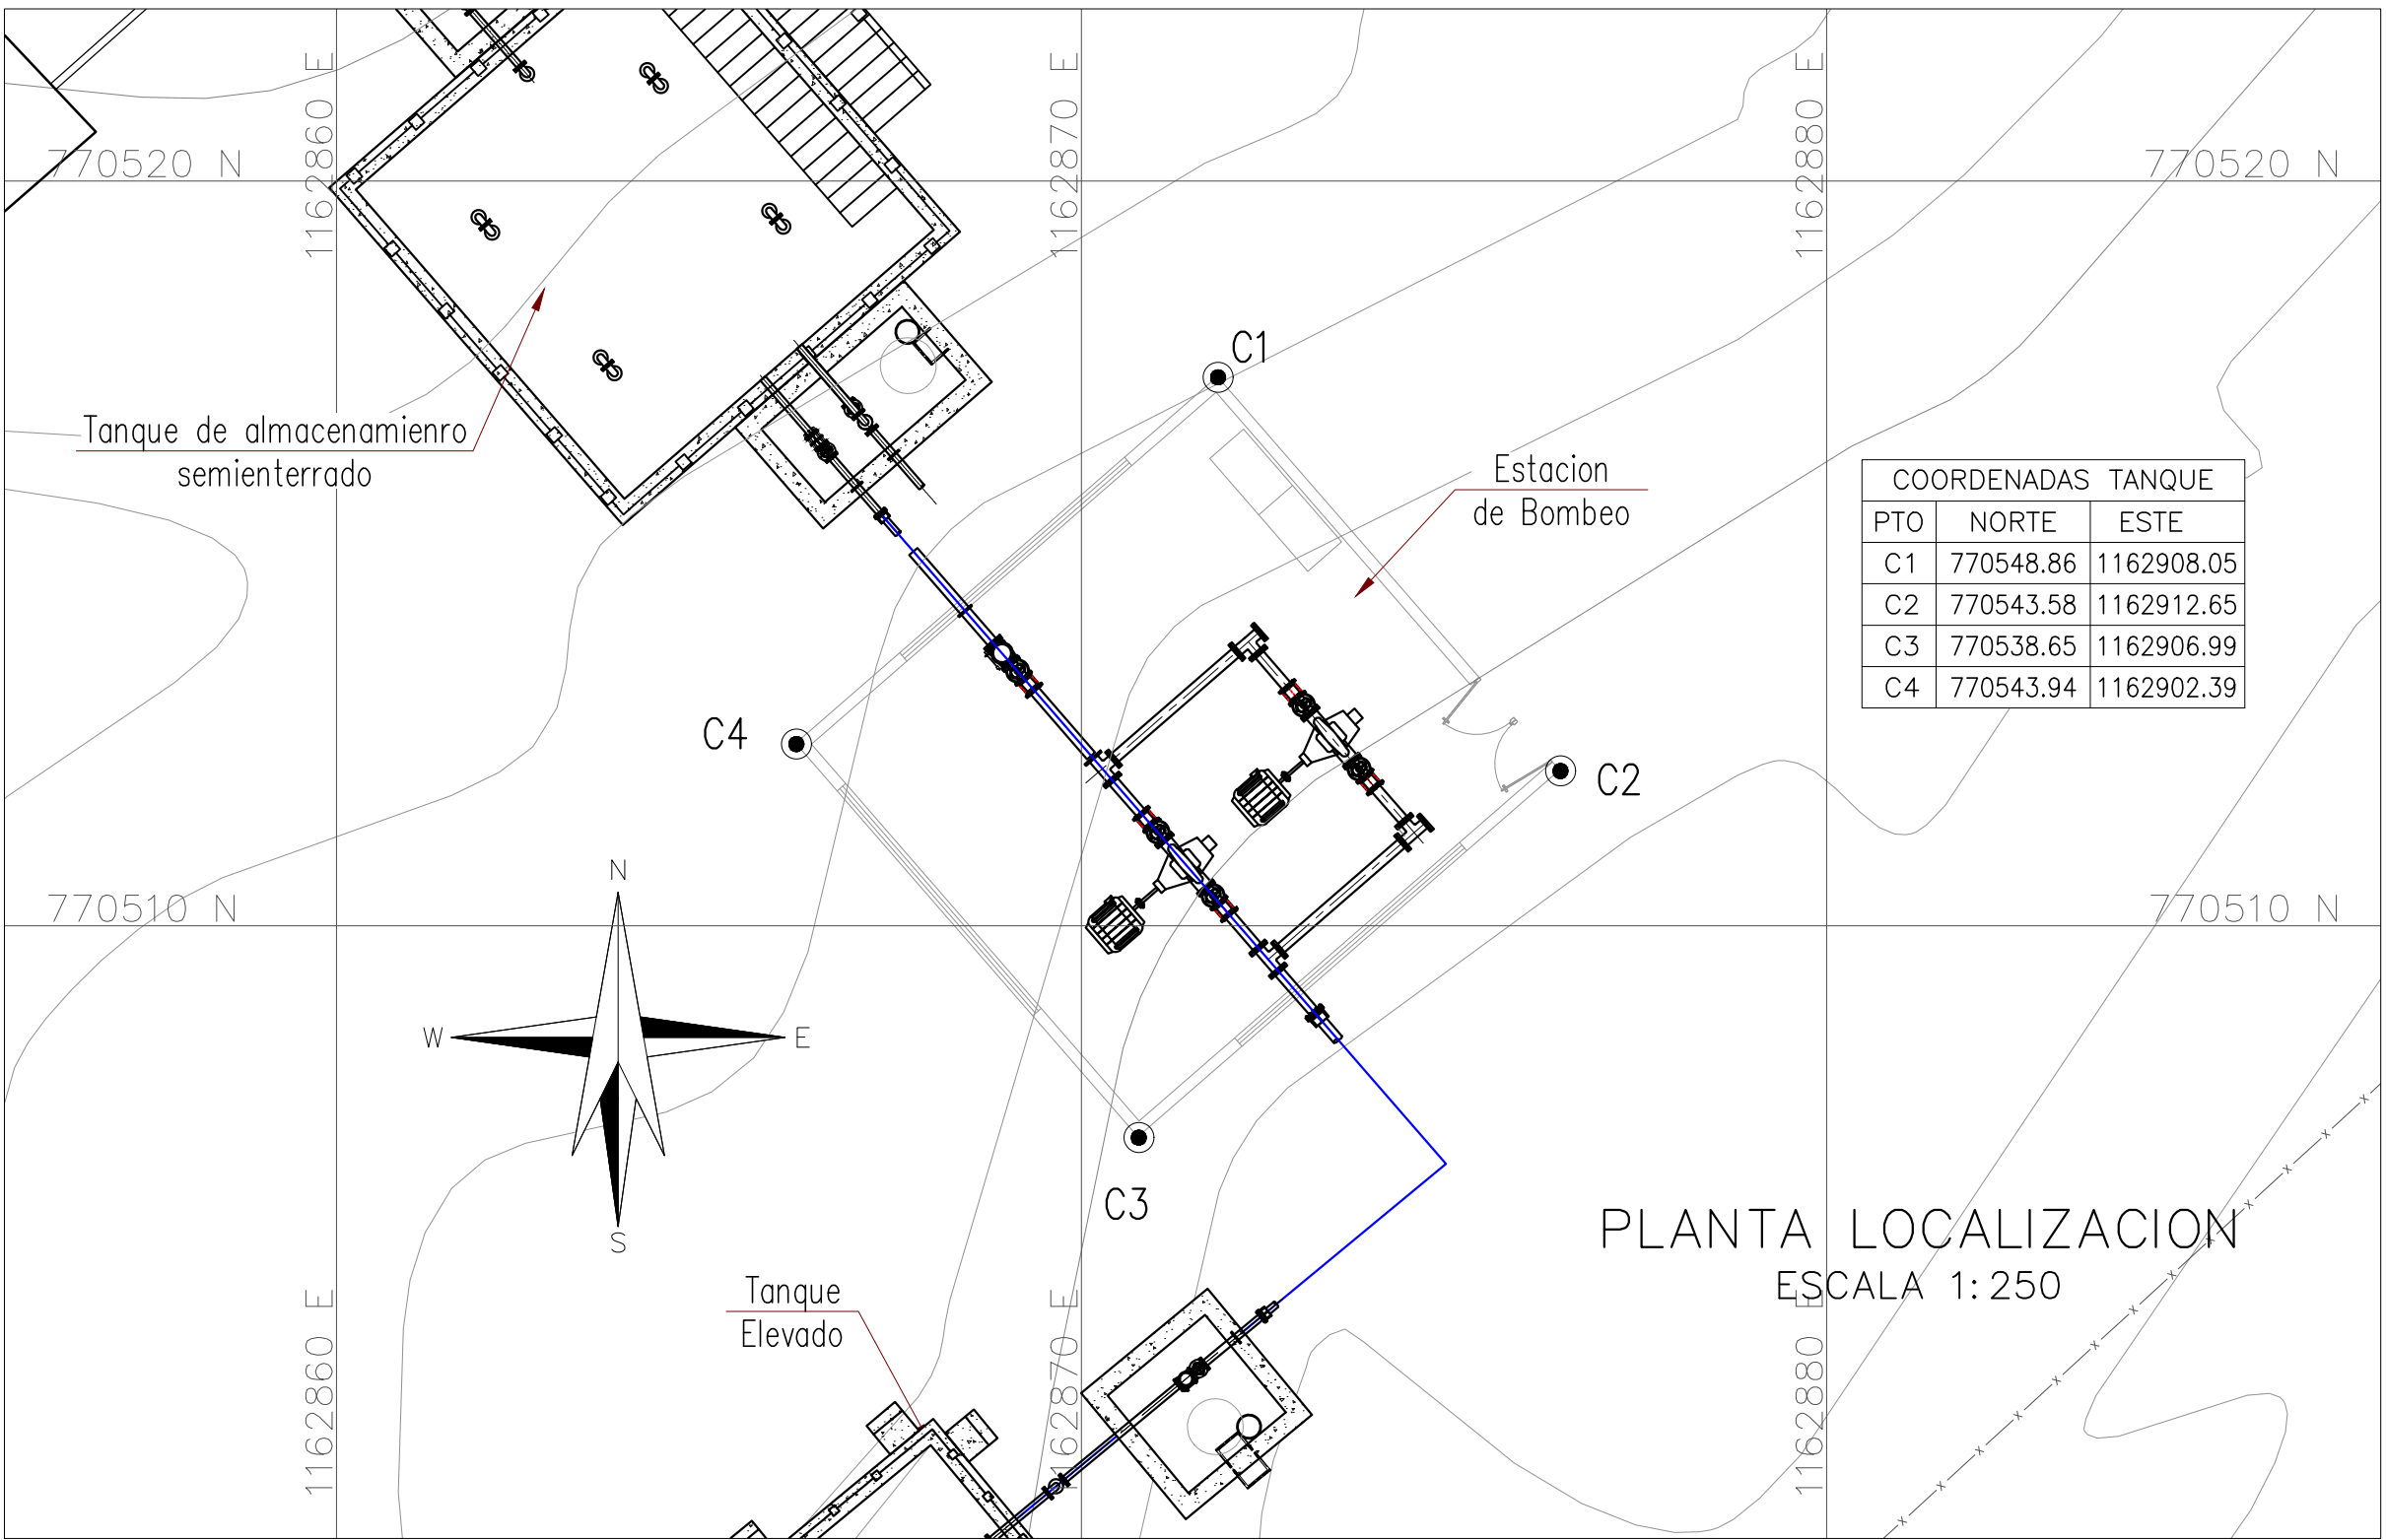 1162860 E
1162870 E
1162880 E
770520 N
770520 N
C1
Tanque de almacenamienro
semienterrado
Estacion
de Bombeo
COORDENADAS TANQUE
PTO NORTE ESTE
C1 770548.86 1162908.05
C2 770543.58 1162912.65
C3 770538.65 1162906.99
C4 770543.94 1162902.39
C4
C2
N
770510 N
770510 N
W
E
C3
S
PLANTA LOCALIZACION
ESCALA 1:250
Tanque
Elevado
1162860 E
1162870 E
1162880 E